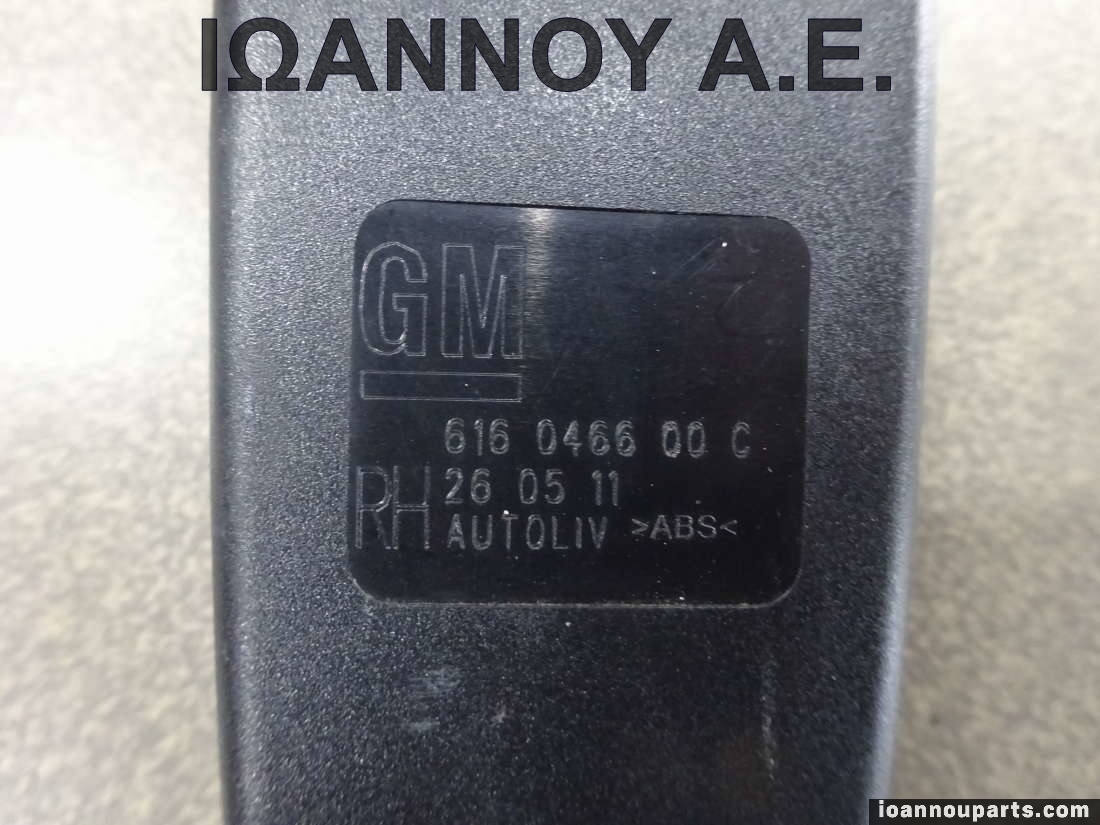 ΙΩΑΝΝΟΥ Α.Ε.
GM
616 0466 00 C
RH 26 05 11
AUTOLIV >ABS<
ioannouparts.com